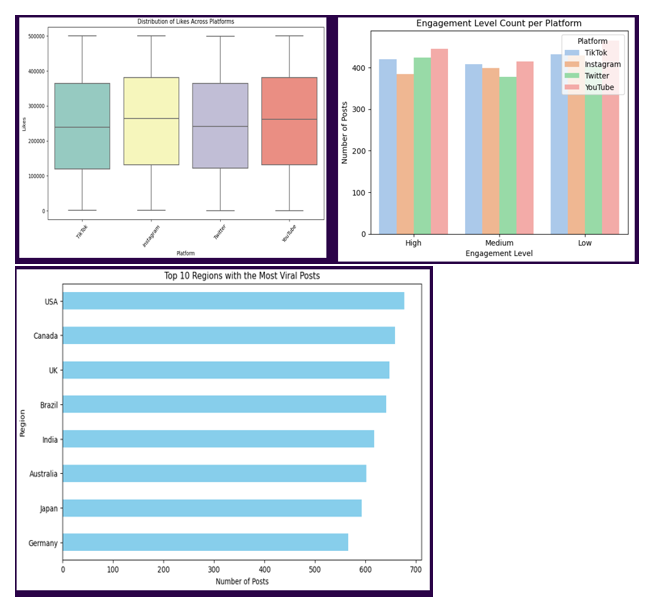 Distribution of Likes Across Platforms
500000
400000
300000
200000
100000
0
Likes
TikTok
Instagram
Twitter
YouTube
Platform
Engagement Level Count per Platform
Platform
TikTok
Instagram
Twitter
YouTube
400
300
200
100
0
Number of Posts
High
Medium
Low
Engagement Level
Top 10 Regions with the Most Viral Posts
USA
Canada
UK
Brazil
India
Australia
Japan
Germany
Region
0 100 200 300 400 500 600 700
Number of Posts